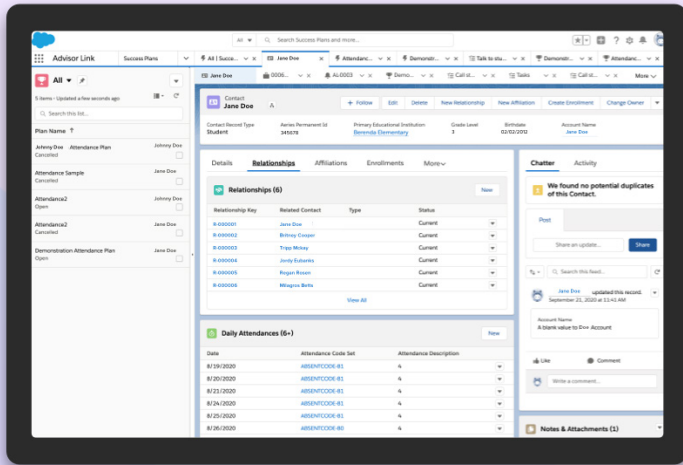 All
Search Success Plans and more...
Advisor Link
Success Plans
All | Succe...
Jane Doe
Attendanc...
Demonstr...
Talk to stu...
Demonstr...
Attendanc...
All
5 items • Updated a few seconds ago
Search this list...
Plan Name
Johnny Doe Attendance Plan
Johnny Doe
Cancelled
Attendance Sample
Jane Doe
Cancelled
Attendance2
Johnny Doe
Open
Attendance2
Jane Doe
Canceled
Demonstration Attendance Plan
Jane Doe
Open
Jane Doe
0006...
AL0003
Demo...
Call st...
Tasks
Call st...
More
Contact
Jane Doe
+ Follow
Edit
Delete
New Relationship
New Affiliation
Create Enrollment
Change Owner
Contact Record Type
Aeries Permanent Id
Primary Educational Institution
Grade Level
Birthdate
Account Name
Student
345678
Berenda Elementary
3
02/02/2012
Jane Doe
Details
Relationships
Affiliations
Enrollments
More
Relationships (6)
New
Relationship Key Related Contact Type Status
R-000001 Jane Doe Current
R-000002 Britney Cooper Current
R-000003 Tripp Mckay Current
R-000004 Jordy Eubanks Current
R-000005 Regan Rosen Current
R-000006 Milagros Bells Current
View All
Daily Attendances (6+)
New
Date Attendance Code Set Attendance Description
8/19/2020 ABSENTCODE-81 4
8/20/2020 ABSENTCODE-81 4
8/21/2020 ABSENTCODE-81 4
8/24/2020 ABSENTCODE-81 4
8/25/2020 ABSENTCODE-81 4
8/26/2020 ABSENTCODE-80 4
Chatter
Activity
We found no potential duplicates
of this Contact.
Post
Share an update...
Share
Search this feed...
Jane Doe updated this record.
September 21, 2020 at 11:41 AM
Account Name
A blank value to Doe Account
Like
Comment
Write a comment...
Notes & Attachments (1)